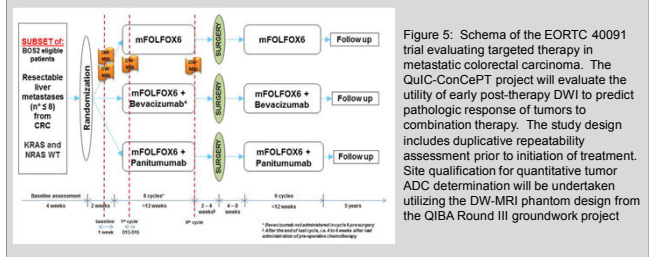 SUBSET of:
BOS2 eligible
patients
Resectable
liver
metastases
(n° ≤ 8)
from
CRC
KRAS and
NRAS WT
Randomization
mFOLFOX6
SURGERY
mFOLFOX6
Follow up
mFOLFOX6 +
Bevacizumab*
SURGERY
mFOLFOX6 +
Bevacizumab
Follow up
mFOLFOX6 +
Panitumumab
SURGERY
mFOLFOX6 +
Panitumumab
Follow up
Baseline assessment
4 weeks
2 weeks
6 cycles*
≈12 weeks
2 – 4
weeks
4 – 8
weeks
6 cycles
≈12 weeks
5 years
baseline
1 week
1st cycle
D13-D15
6th cycle
* Bevacizumab not administered in cycle 6 pre surgery
After the end of last cycle, i.e. 4 to 6 weeks after last
administration of pre-operative chemotherapy
Figure 5: Schema of the EORTC 40091
trial evaluating targeted therapy in
metastatic colorectal carcinoma. The
QuIC-ConCePT project will evaluate the
utility of early post-therapy DWI to predict
pathologic response of tumors to
combination therapy. The study design
includes duplicative repeatability
assessment prior to initiation of treatment.
Site qualification for quantitative tumor
ADC determination will be undertaken
utilizing the DW-MRI phantom design from
the QIBA Round III groundwork project